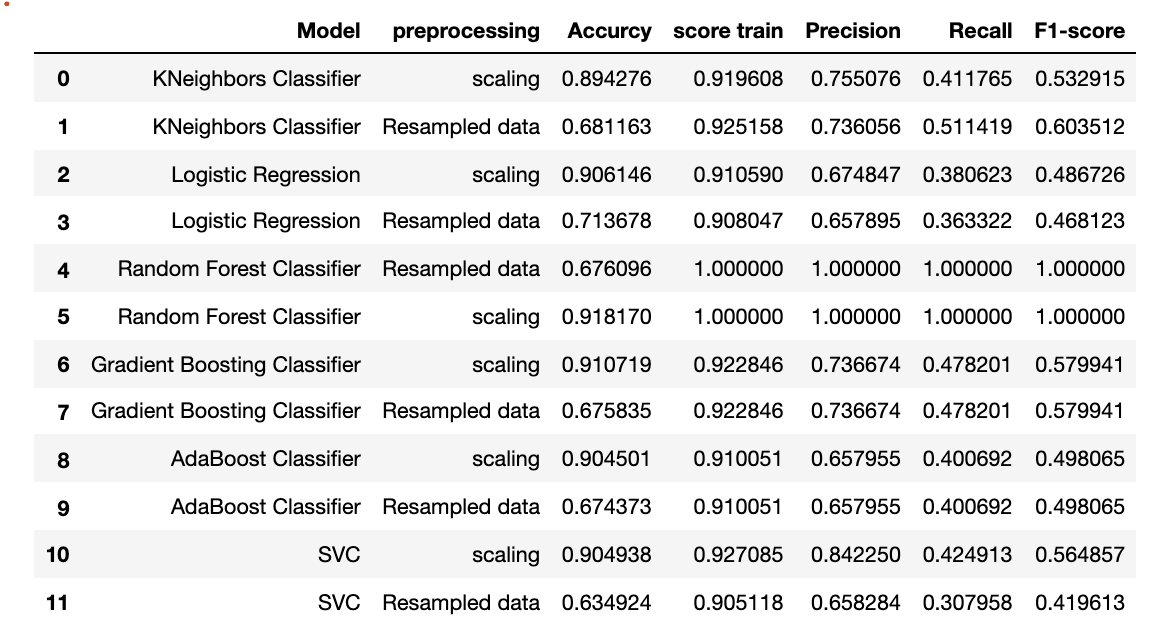 Model preprocessing Accurcy score train Precision Recall F1-score
0 KNeighbors Classifier scaling 0.894276 0.919608 0.755076 0.411765 0.532915
1 KNeighbors Classifier Resampled data 0.681163 0.925158 0.736056 0.511419 0.603512
2 Logistic Regression scaling 0.906146 0.910590 0.674847 0.380623 0.486726
3 Logistic Regression Resampled data 0.713678 0.908047 0.657895 0.363322 0.468123
4 Random Forest Classifier Resampled data 0.676096 1.000000 1.000000 1.000000 1.000000
5 Random Forest Classifier scaling 0.918170 1.000000 1.000000 1.000000 1.000000
6 Gradient Boosting Classifier scaling 0.910719 0.922846 0.736674 0.478201 0.579941
7 Gradient Boosting Classifier Resampled data 0.675835 0.922846 0.736674 0.478201 0.579941
8 AdaBoost Classifier scaling 0.904501 0.910051 0.657955 0.400692 0.498065
9 AdaBoost Classifier Resampled data 0.674373 0.910051 0.657955 0.400692 0.498065
10 SVC scaling 0.904938 0.927085 0.842250 0.424913 0.564857
11 SVC Resampled data 0.634924 0.905118 0.658284 0.307958 0.419613